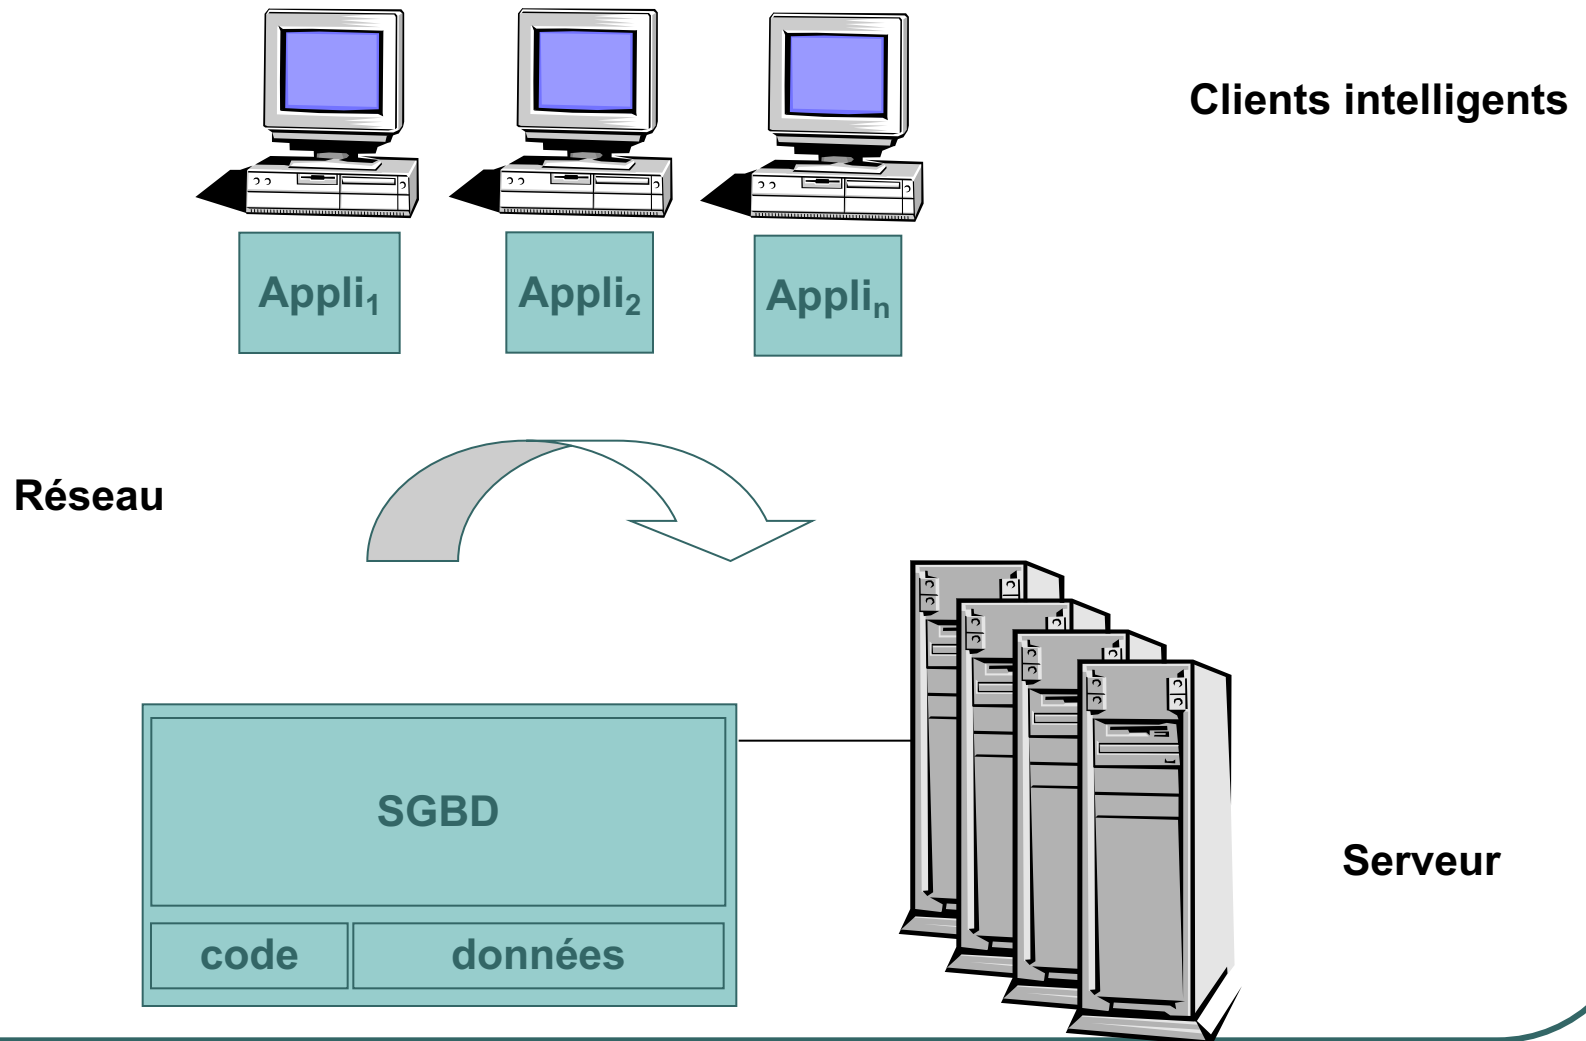 Clients intelligents
Appli1
Appli2
Applin
Réseau
SGBD
Serveur
code
données